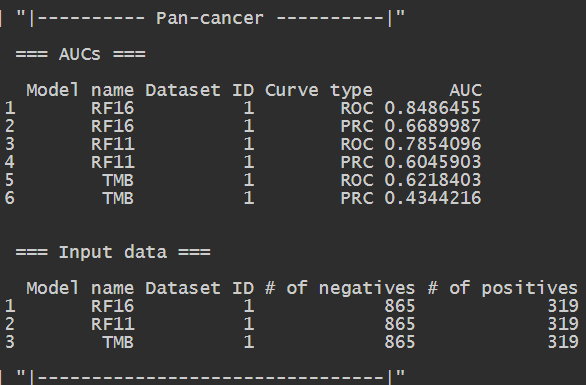 | "|---------- Pan-cancer ----------|"
=== AUCs ===
Model name Dataset ID Curve type AUC
1 RF16 1 ROC 0.8486455
2 RF16 1 PRC 0.6689987
3 RF11 1 ROC 0.7854096
4 RF11 1 PRC 0.6045903
5 TMB 1 ROC 0.6218403
6 TMB 1 PRC 0.4344216
=== Input data ===
Model name Dataset ID # of negatives # of positives
1 RF16 1 865 319
2 RF11 1 865 319
3 TMB 1 865 319
| "|--------------------------------|"